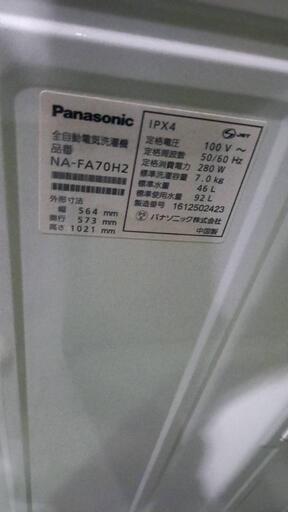 Panasonic
全自動電気洗濯機
品番
NA-FA70H2
外形寸法
幅 564 mm
奥行 573 mm
高さ 1021 mm
IPX4
JET
定格電圧 100 V ～
定格周波数 50/60 Hz
定格消費電力 280 W
標準洗濯容量 7.0 kg
標準水量 46 L
標準使用水量 92 L
製造番号 1612502423
パナソニック株式会社
中国製